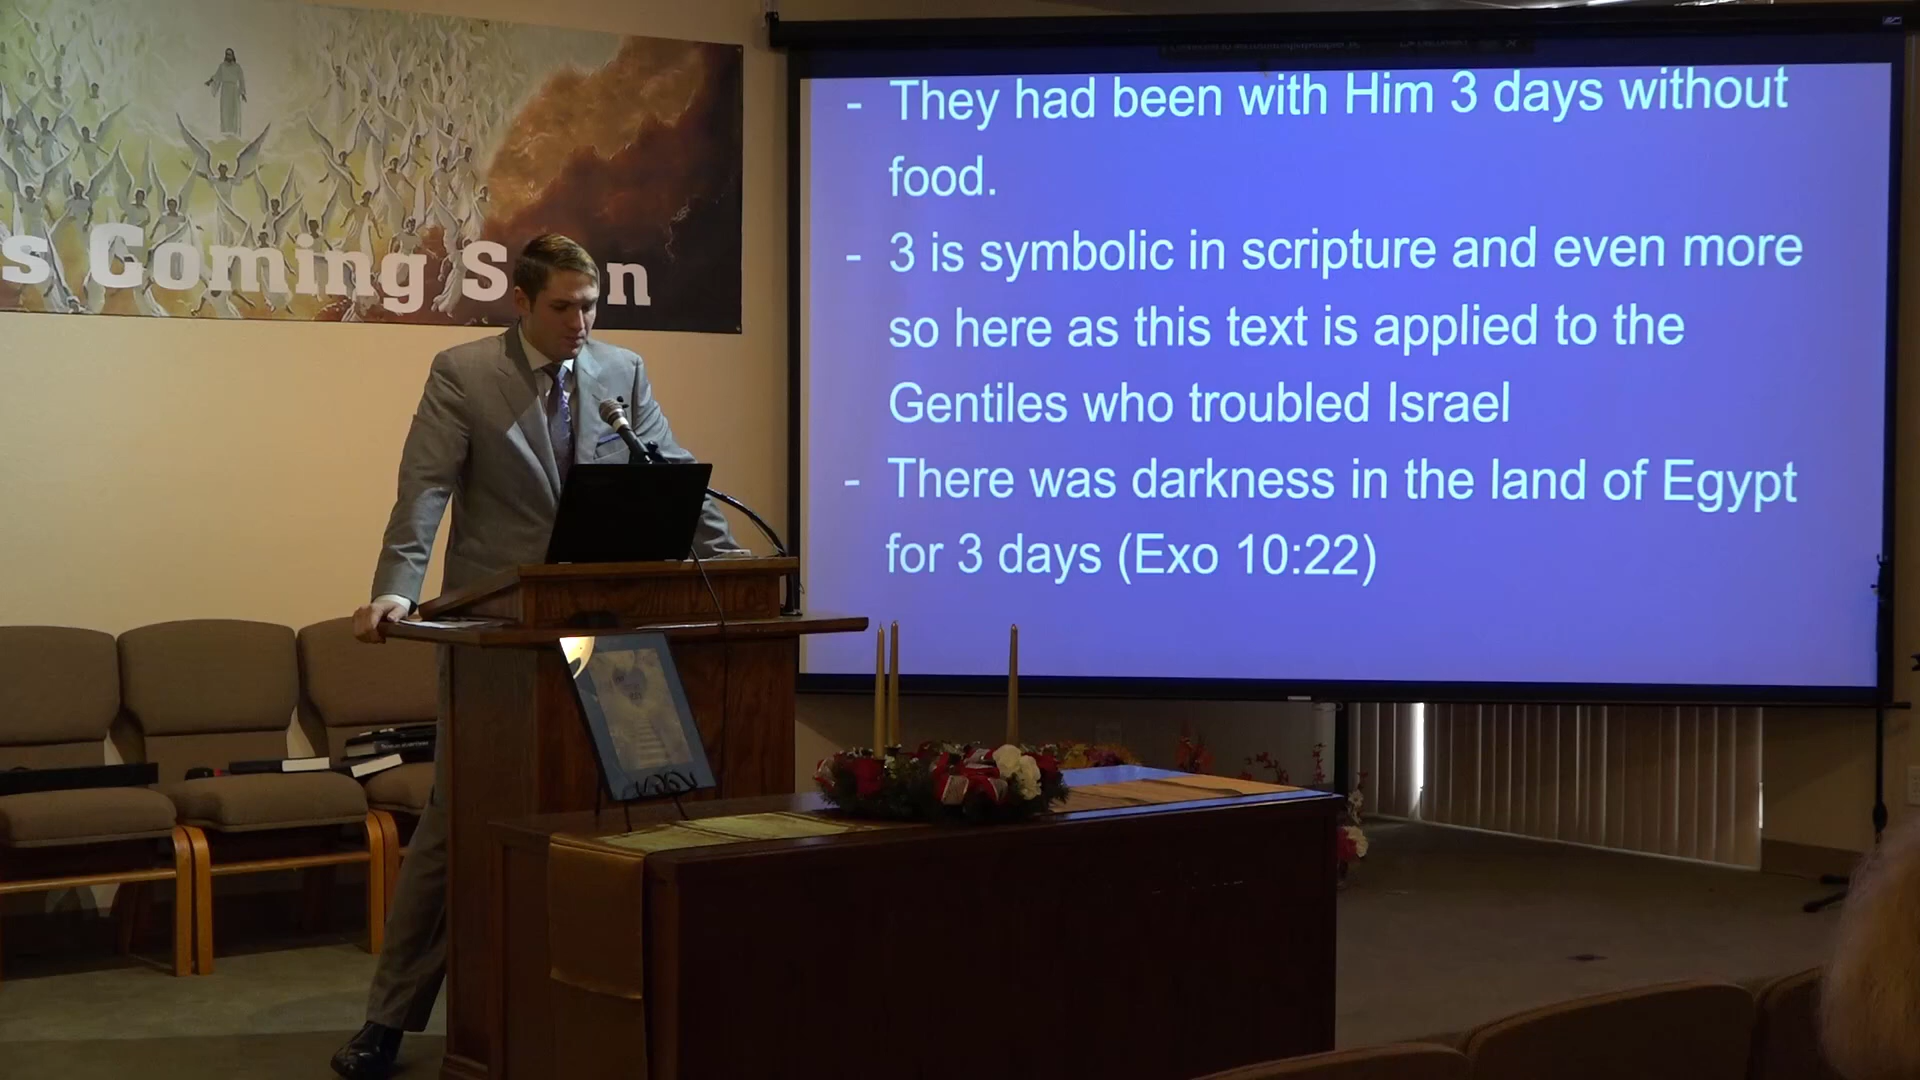 s Coming S n
- They had been with Him 3 days without
food.
- 3 is symbolic in scripture and even more
so here as this text is applied to the
Gentiles who troubled Israel
- There was darkness in the land of Egypt
for 3 days (Exo 10:22)